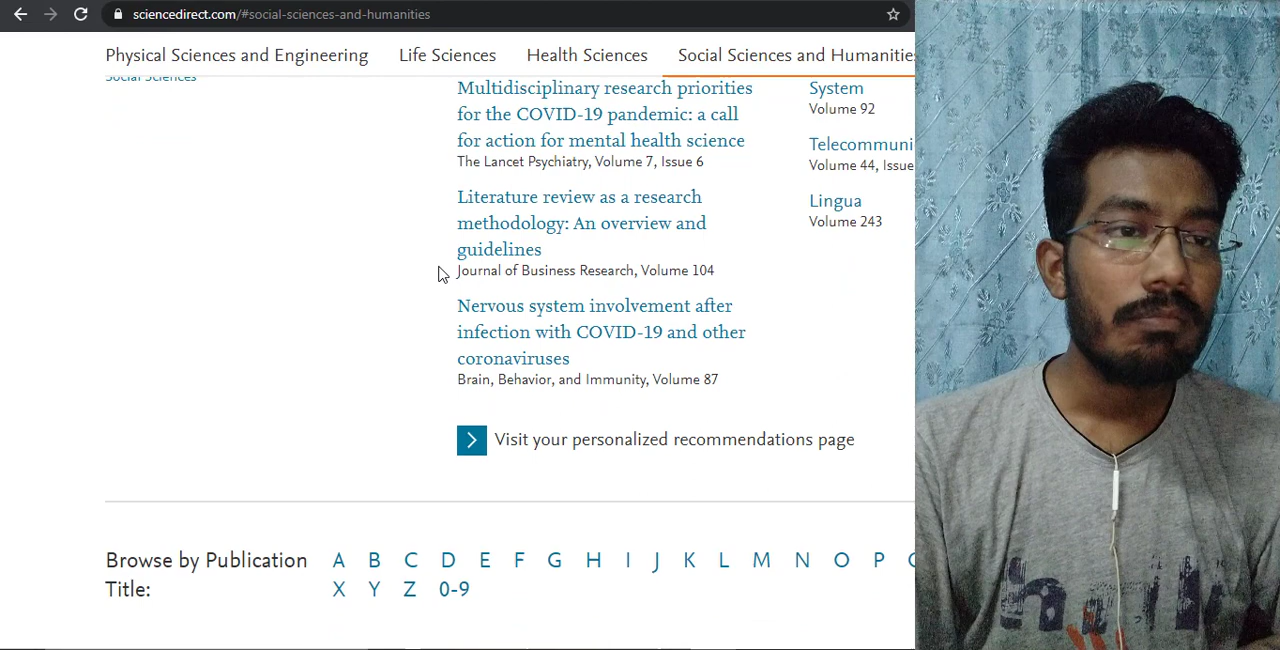 sciencedirect.com/#social-sciences-and-humanities
Physical Sciences and Engineering Life Sciences Health Sciences Social Sciences and Humanities
Social Sciences
Multidisciplinary research priorities
for the COVID-19 pandemic: a call
for action for mental health science
The Lancet Psychiatry, Volume 7, Issue 6
Literature review as a research
methodology: An overview and
guidelines
Journal of Business Research, Volume 104
Nervous system involvement after
infection with COVID-19 and other
coronaviruses
Brain, Behavior, and Immunity, Volume 87
System
Volume 92
Telecommuni
Volume 44, Issue
Lingua
Volume 243
Visit your personalized recommendations page
Browse by Publication
Title:
A B C D E F G H I J K L M N O P
X Y Z 0-9